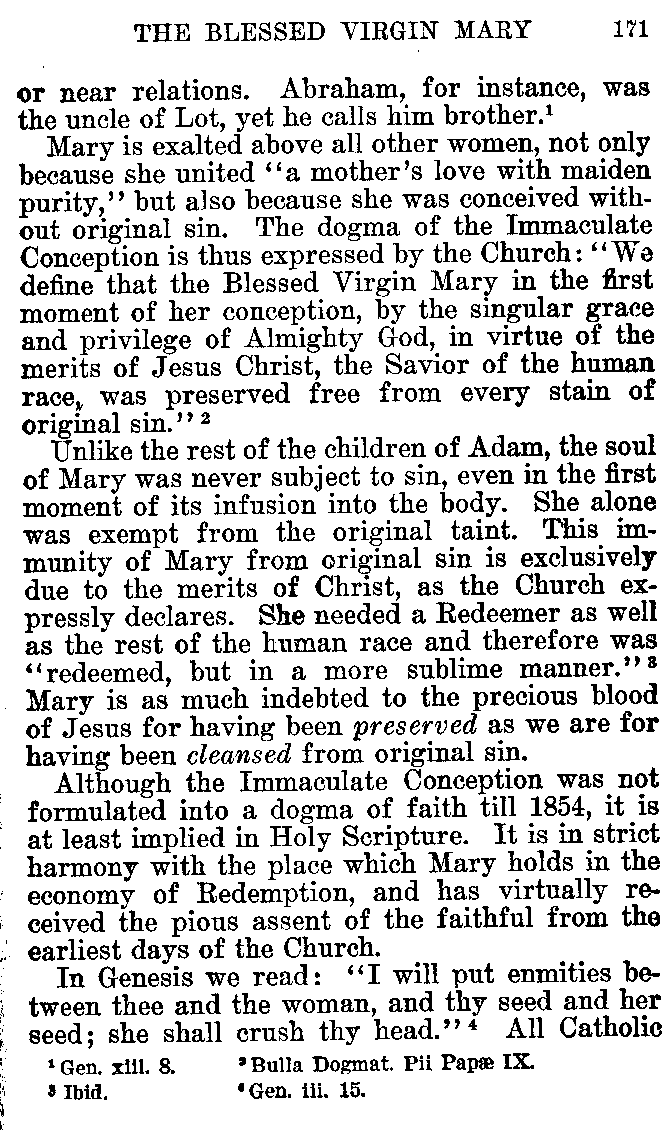 THE BLESSED VIRGIN MARY 171
or near relations. Abraham, for instance, was
the uncle of Lot, yet he calls him brother.¹
Mary is exalted above all other women, not only
because she united "a mother's love with maiden
purity," but also because she was conceived with-
out original sin. The dogma of the Immaculate
Conception is thus expressed by the Church: "We
define that the Blessed Virgin Mary in the first
moment of her conception, by the singular grace
and privilege of Almighty God, in virtue of the
merits of Jesus Christ, the Savior of the human
race, was preserved free from every stain of
original sin." ²
Unlike the rest of the children of Adam, the soul
of Mary was never subject to sin, even in the first
moment of its infusion into the body. She alone
was exempt from the original taint. This im-
munity of Mary from original sin is exclusively
due to the merits of Christ, as the Church ex-
pressly declares. She needed a Redeemer as well
as the rest of the human race and therefore was
"redeemed, but in a more sublime manner." ³
Mary is as much indebted to the precious blood
of Jesus for having been preserved as we are for
having been cleansed from original sin.
Although the Immaculate Conception was not
formulated into a dogma of faith till 1854, it is
at least implied in Holy Scripture. It is in strict
harmony with the place which Mary holds in the
economy of Redemption, and has virtually re-
ceived the pious assent of the faithful from the
earliest days of the Church.
In Genesis we read: "I will put enmities be-
tween thee and the woman, and thy seed and her
seed; she shall crush thy head." ⁴ All Catholic
¹ Gen. xiii. 8. ² Bulla Dogmat. Pii Papæ IX.
³ Ibid. ⁴ Gen. iii. 15.